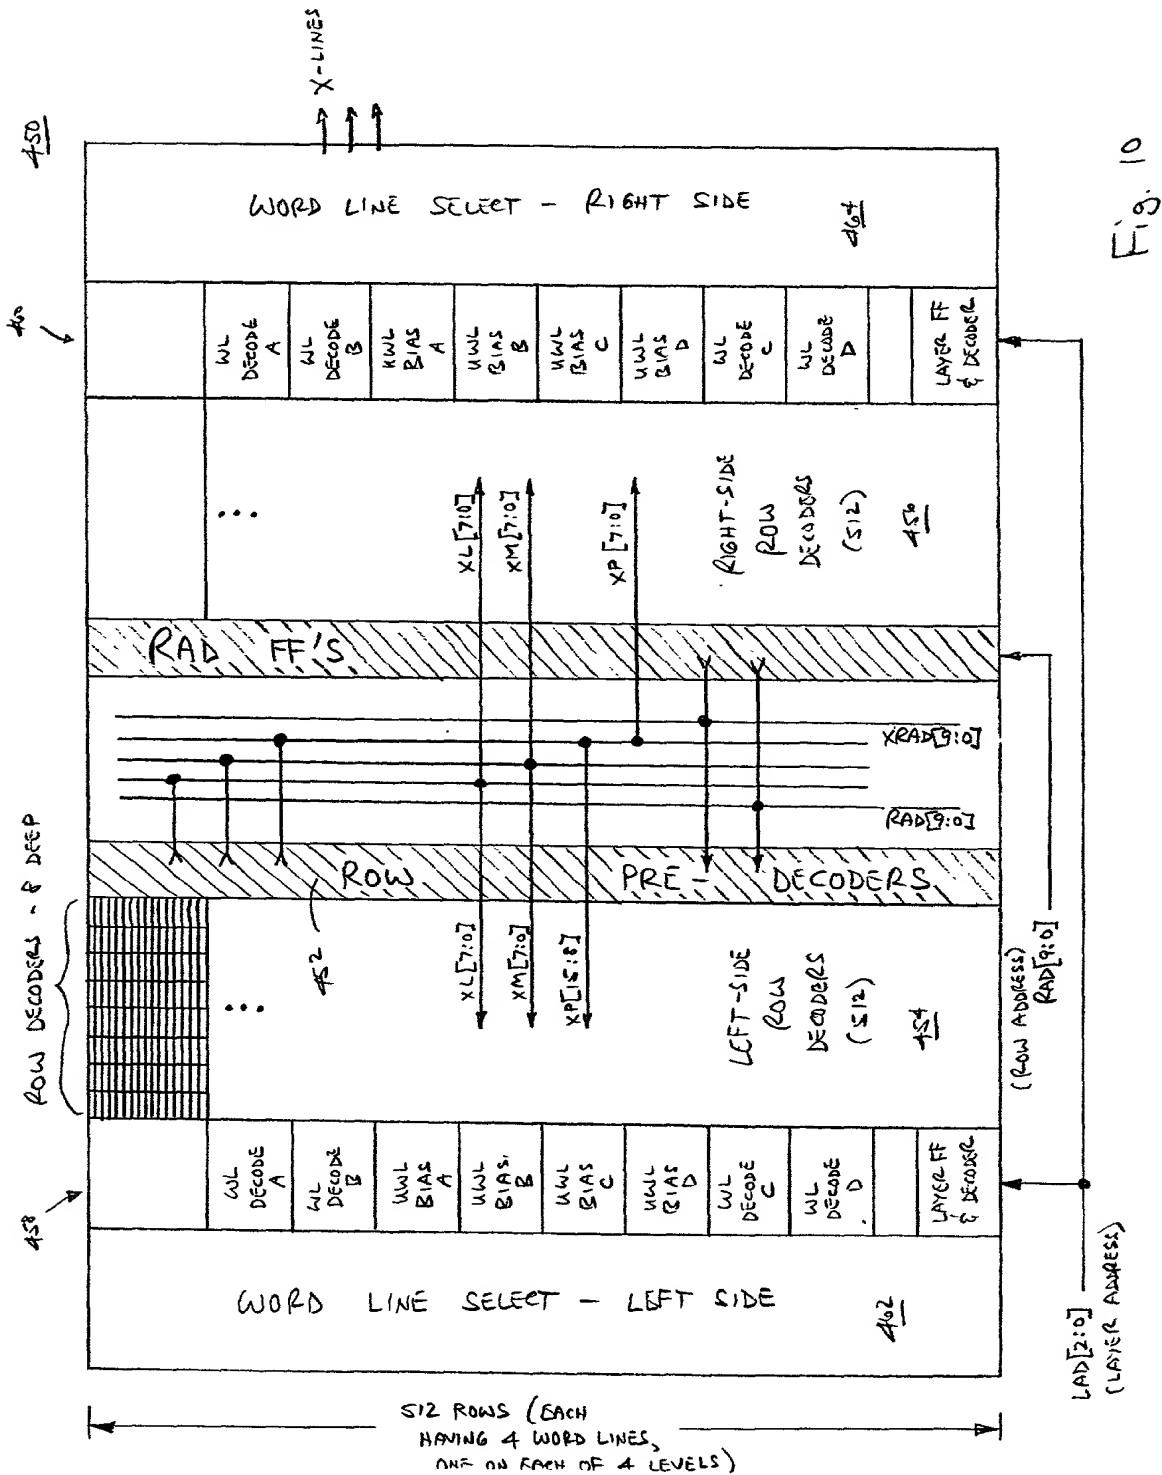 450
X-LINES
WORD LINE SELECT - RIGHT SIDE
464
460
WL
DECODE
A
WL
DECODE
B
KWL
BIAS
A
UWL
BIAS
B
UWL
BIAS
C
UWL
BIAS
D
WL
DECODE
C
WL
DECODE
D
LAYER FF
& DECODER
...
XL[7:0]
XM[7:0]
XP[7:0]
RIGHT-SIDE
ROW
DECODERS
(512)
456
RAD FF'S
XRAD[9:0]
RAD[9:0]
ROW PRE-DECODERS
452
ROW DECODERS - 8 DEEP
...
XL[7:0]
XM[7:0]
XP[15:8]
LEFT-SIDE
ROW
DECODERS
(512)
454
458
WL
DECODE
A
WL
DECODE
B
UWL
BIAS
A
UWL
BIAS
B
UWL
BIAS
C
UWL
BIAS
D
WL
DECODE
C
WL
DECODE
D
LAYER FF
& DECODER
WORD LINE SELECT - LEFT SIDE
462
(ROW ADDRESS)
RAD[9:0]
LAD[2:0]
(LAYER ADDRESS)
512 ROWS (EACH
HAVING 4 WORD LINES,
ONE ON EACH OF 4 LEVELS)
Fig. 10